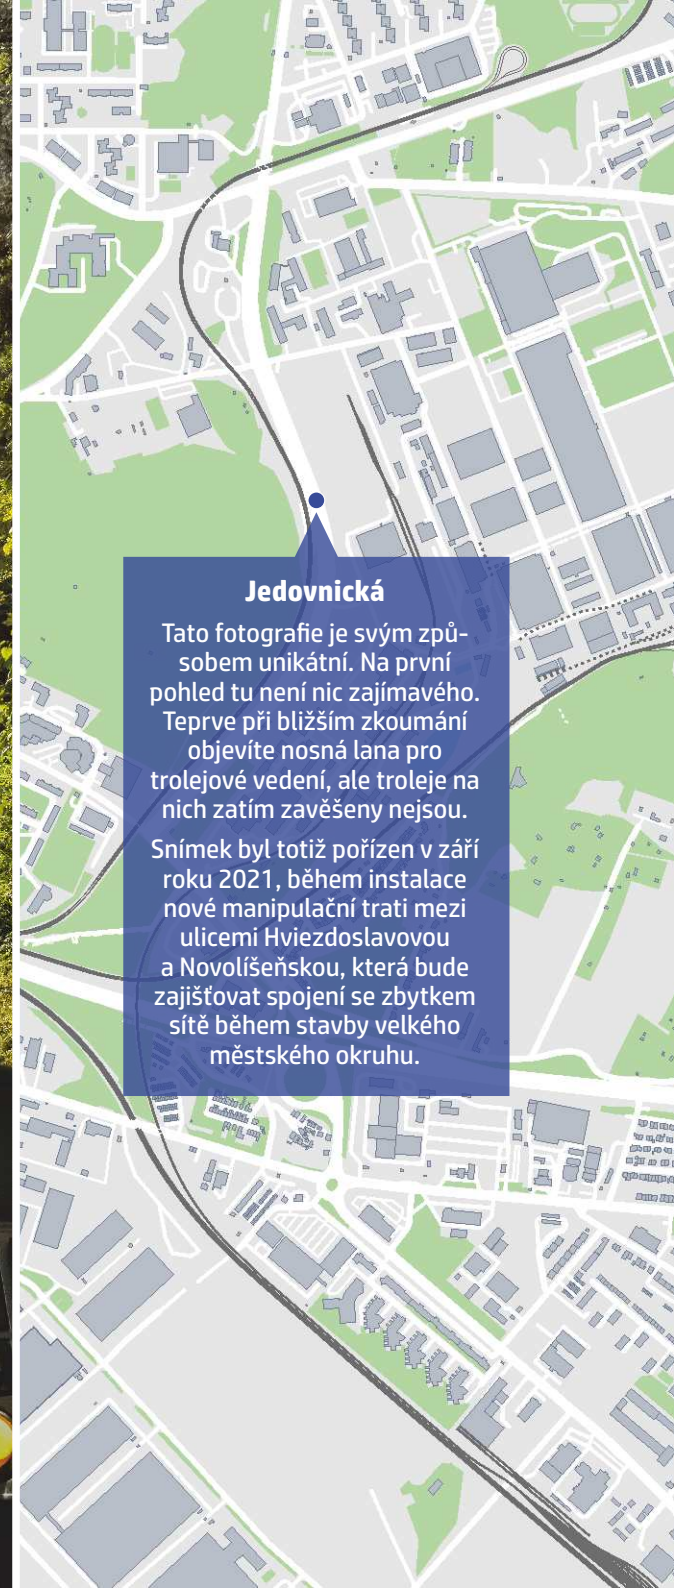 Jedovnická
Tato fotografie je svým způ-
sobem unikátní. Na první
pohled tu není nic zajímavého.
Teprve při bližším zkoumání
objevíte nosná lana pro
trolejové vedení, ale troleje na
nich zatím zavěšeny nejsou.
Snímek byl totiž pořízen v září
roku 2021, během instalace
nové manipulační trati mezi
ulicemi Hviezdoslavovou
a Novolíšeňskou, která bude
zajišťovat spojení se zbytkem
sítě během stavby velkého
městského okruhu.